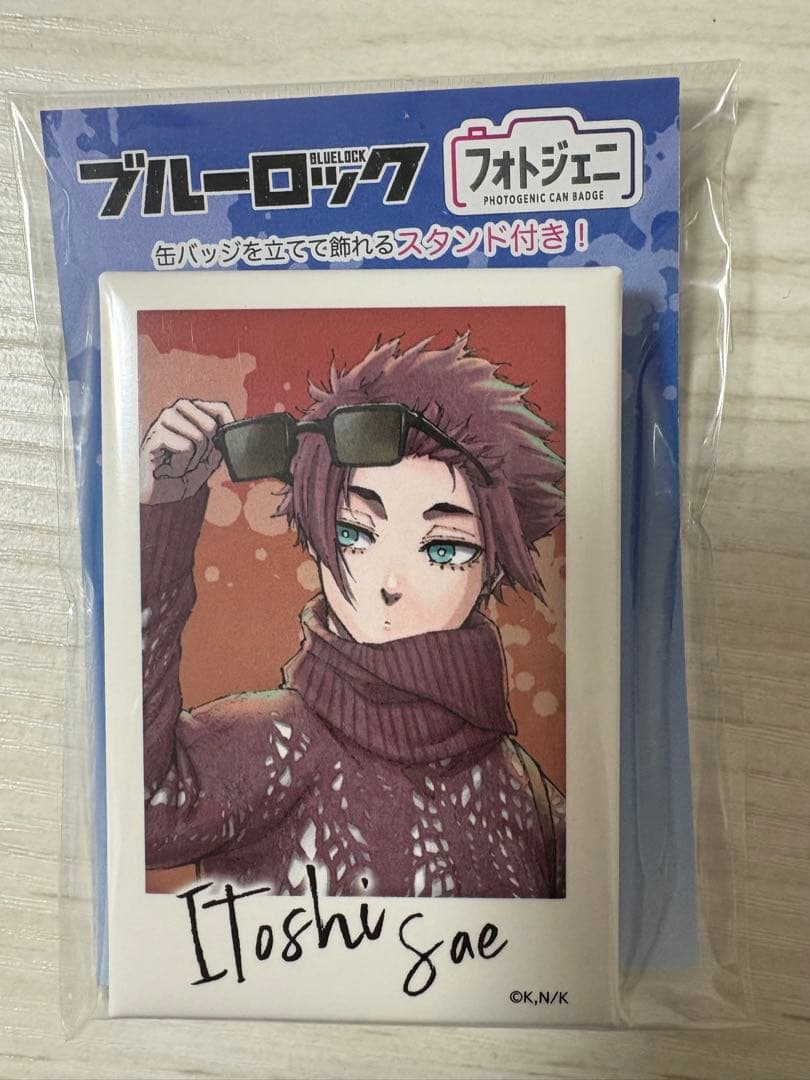 ブルーロック
BLUELOCK
フォトジェニ
PHOTOGENIC CAN BADGE
缶バッジを立てて飾れるスタンド付き！
Itoshi Sae
©K,N/K